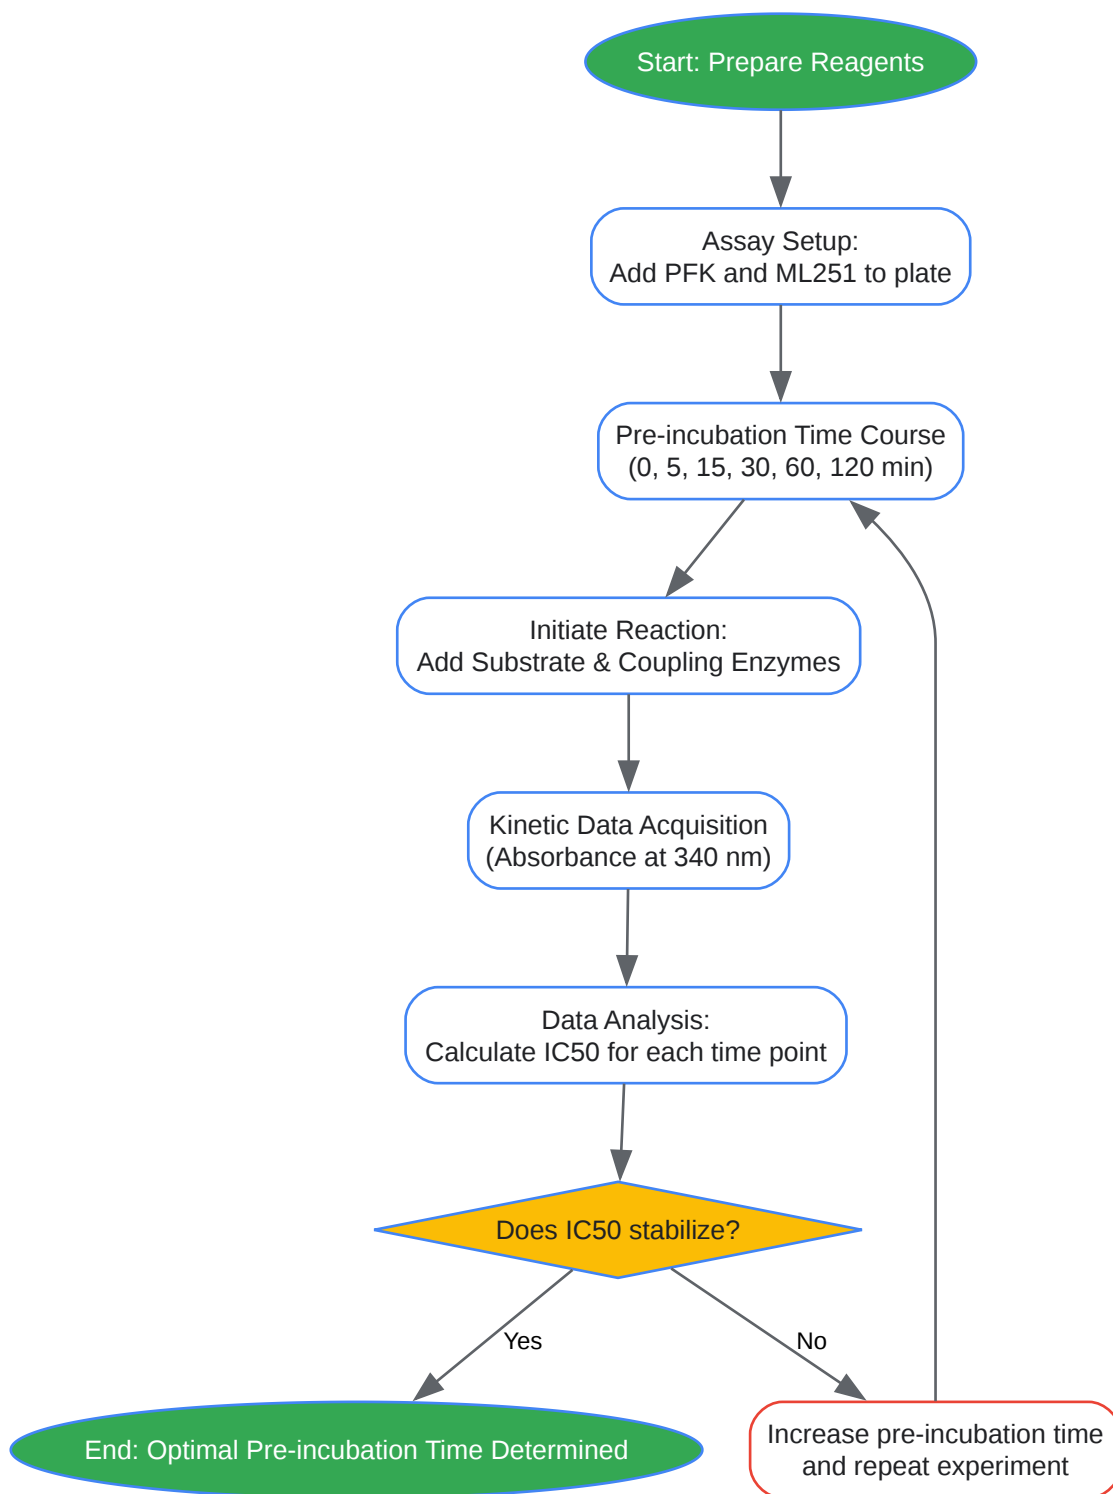 Start: Prepare Reagents
Assay Setup:
Add PFK and ML251 to plate
Pre-incubation Time Course
(0, 5, 15, 30, 60, 120 min)
Initiate Reaction:
Add Substrate & Coupling Enzymes
Kinetic Data Acquisition
(Absorbance at 340 nm)
Data Analysis:
Calculate IC50 for each time point
Does IC50 stabilize?
Yes
No
End: Optimal Pre-incubation Time Determined
Increase pre-incubation time
and repeat experiment